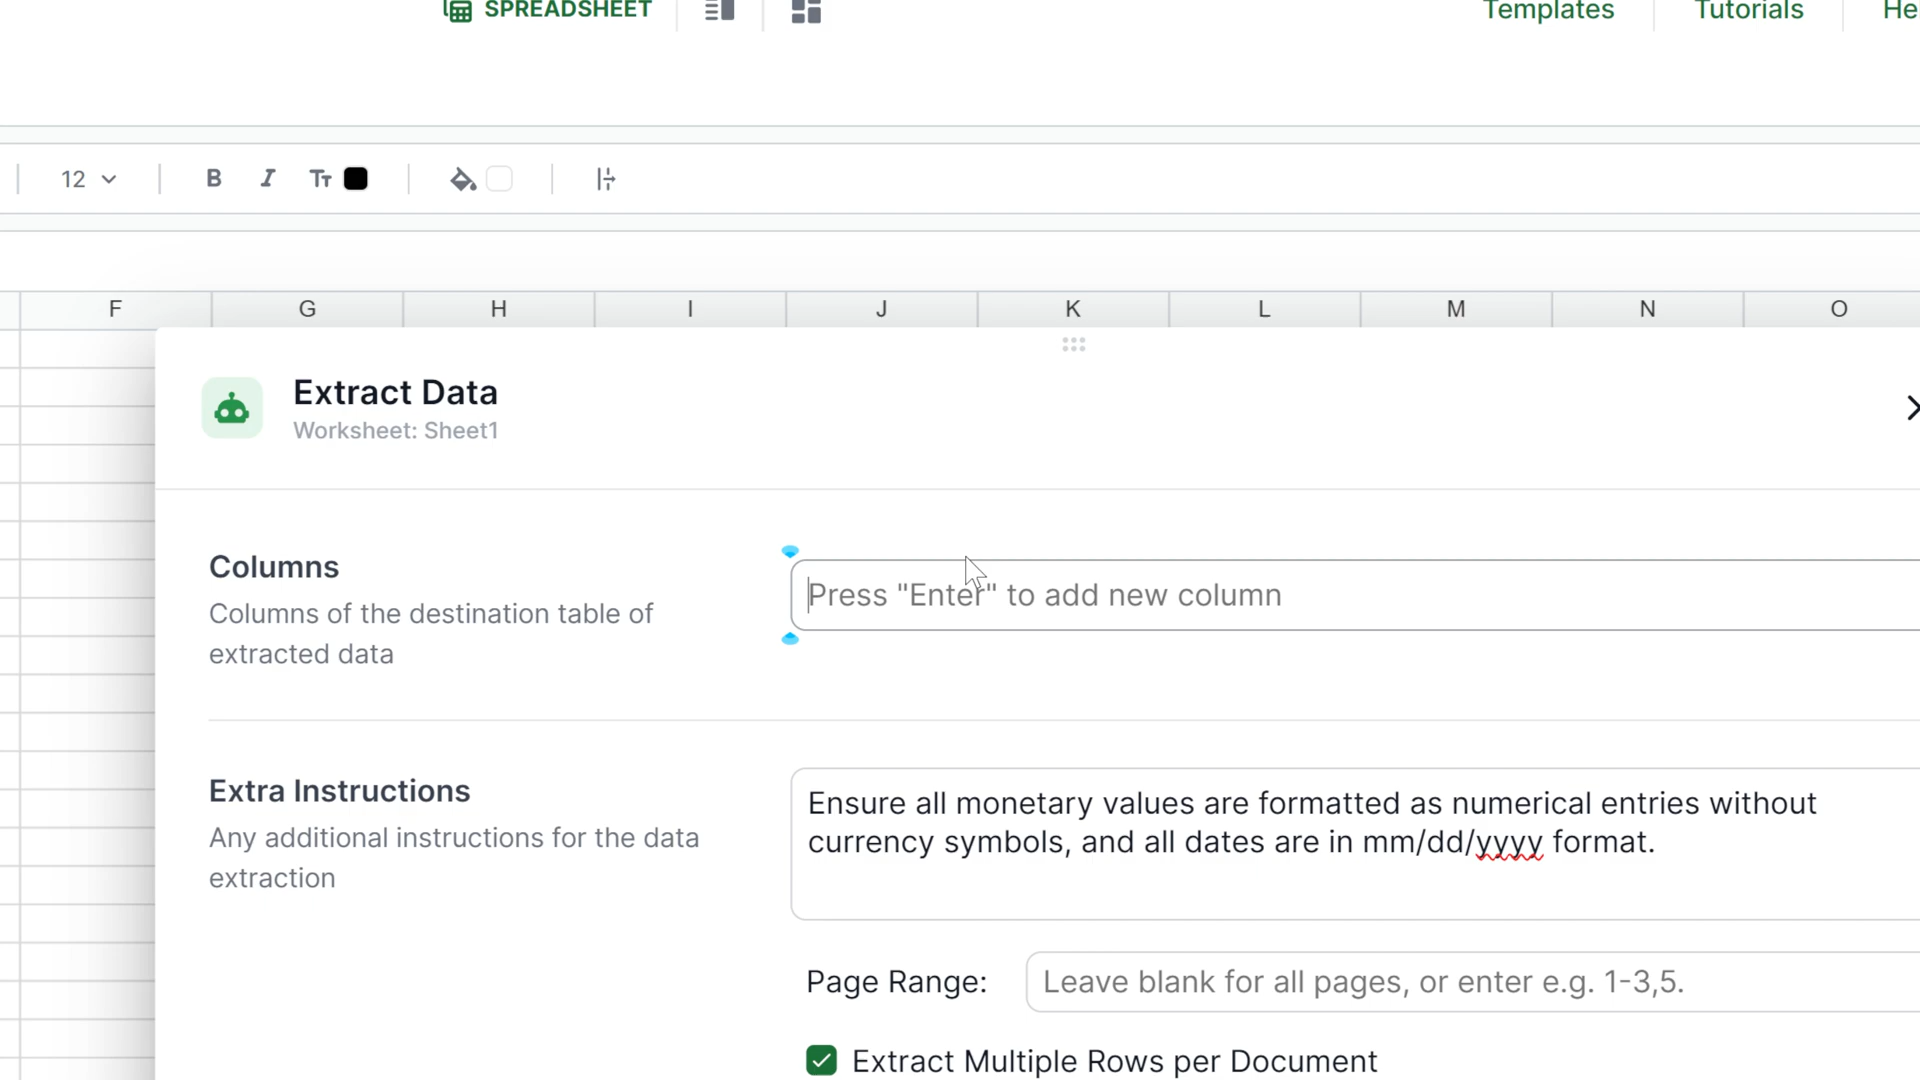 SPREADSHEET
Templates
Tutorials
He
12
B
I
Tт
F
G
H
I
J
K
L
M
N
O
Extract Data
Worksheet: Sheet1
Columns
Columns of the destination table of
extracted data
Press "Enter" to add new column
Extra Instructions
Any additional instructions for the data
extraction
Ensure all monetary values are formatted as numerical entries without
currency symbols, and all dates are in mm/dd/yyyy format.
Page Range:
Leave blank for all pages, or enter e.g. 1-3,5.
Extract Multiple Rows per Document